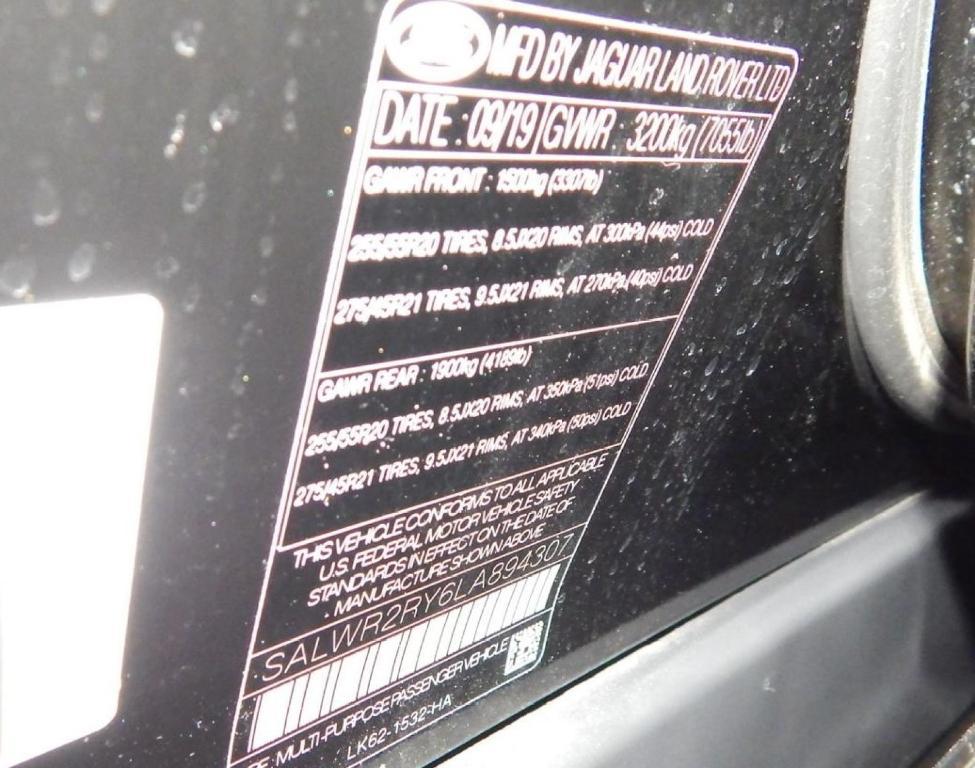 MFD BY JAGUAR LAND ROVER LTD
DATE : 09/19 GVWR : 3200kg (7055lb)
GAWR FRONT : 1500kg (3307lb)
255/55R20 TIRES, 8.5JX20 RIMS, AT 300kPa (44psi) COLD
275/45R21 TIRES, 9.5JX21 RIMS, AT 270kPa (40psi) COLD
GAWR REAR : 1900kg (4189lb)
255/55R20 TIRES, 8.5JX20 RIMS, AT 350kPa (51psi) COLD
275/45R21 TIRES, 9.5JX21 RIMS, AT 340kPa (50psi) COLD
THIS VEHICLE CONFORMS TO ALL APPLICABLE
U.S. FEDERAL MOTOR VEHICLE SAFETY
STANDARDS IN EFFECT ON THE DATE OF
MANUFACTURE SHOWN ABOVE
SALWR2RY6LA894307
PE: MULTI-PURPOSE PASSENGER VEHICLE
LK62-1532-HA